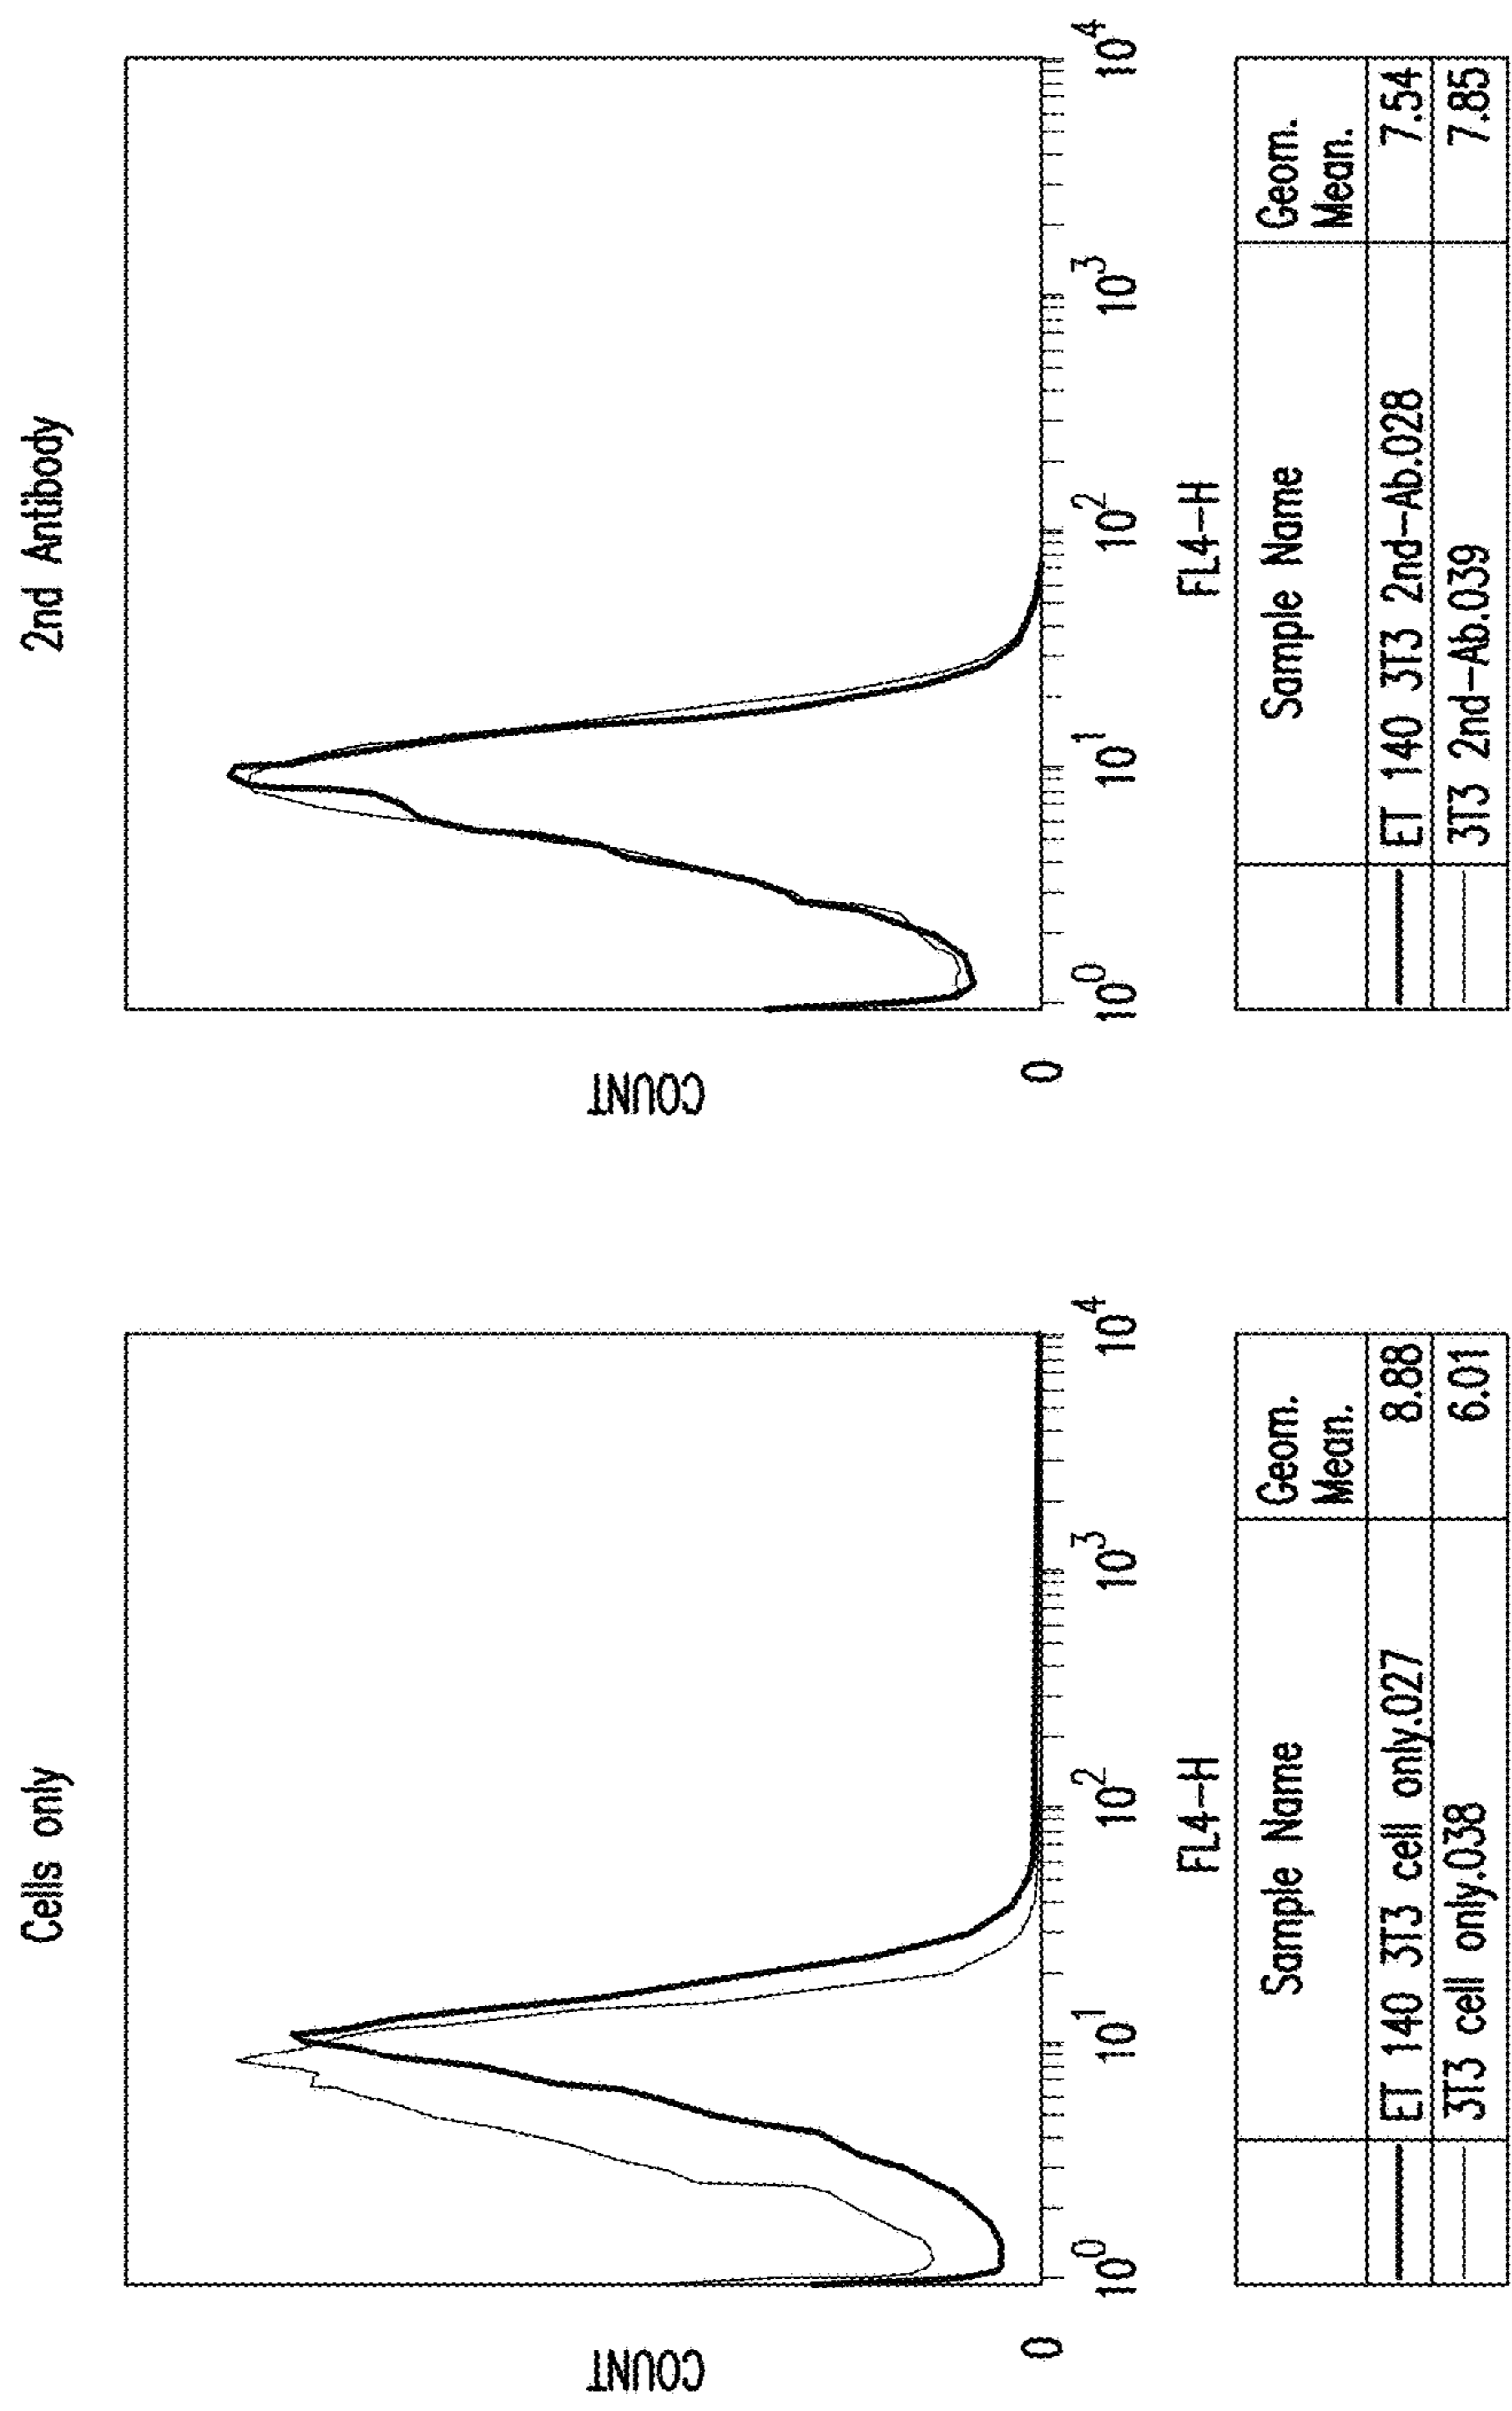 Cells only
COUNT
0
10^0 10^1 10^2 10^3 10^4
FL4-H
Sample Name Geom. Mean.
ET 140 3T3 cell only.027 8.88
3T3 cell only.038 6.01
2nd Antibody
COUNT
0
10^0 10^1 10^2 10^3 10^4
FL4-H
Sample Name Geom. Mean.
ET 140 3T3 2nd-Ab.028 7.54
3T3 2nd-Ab.039 7.85